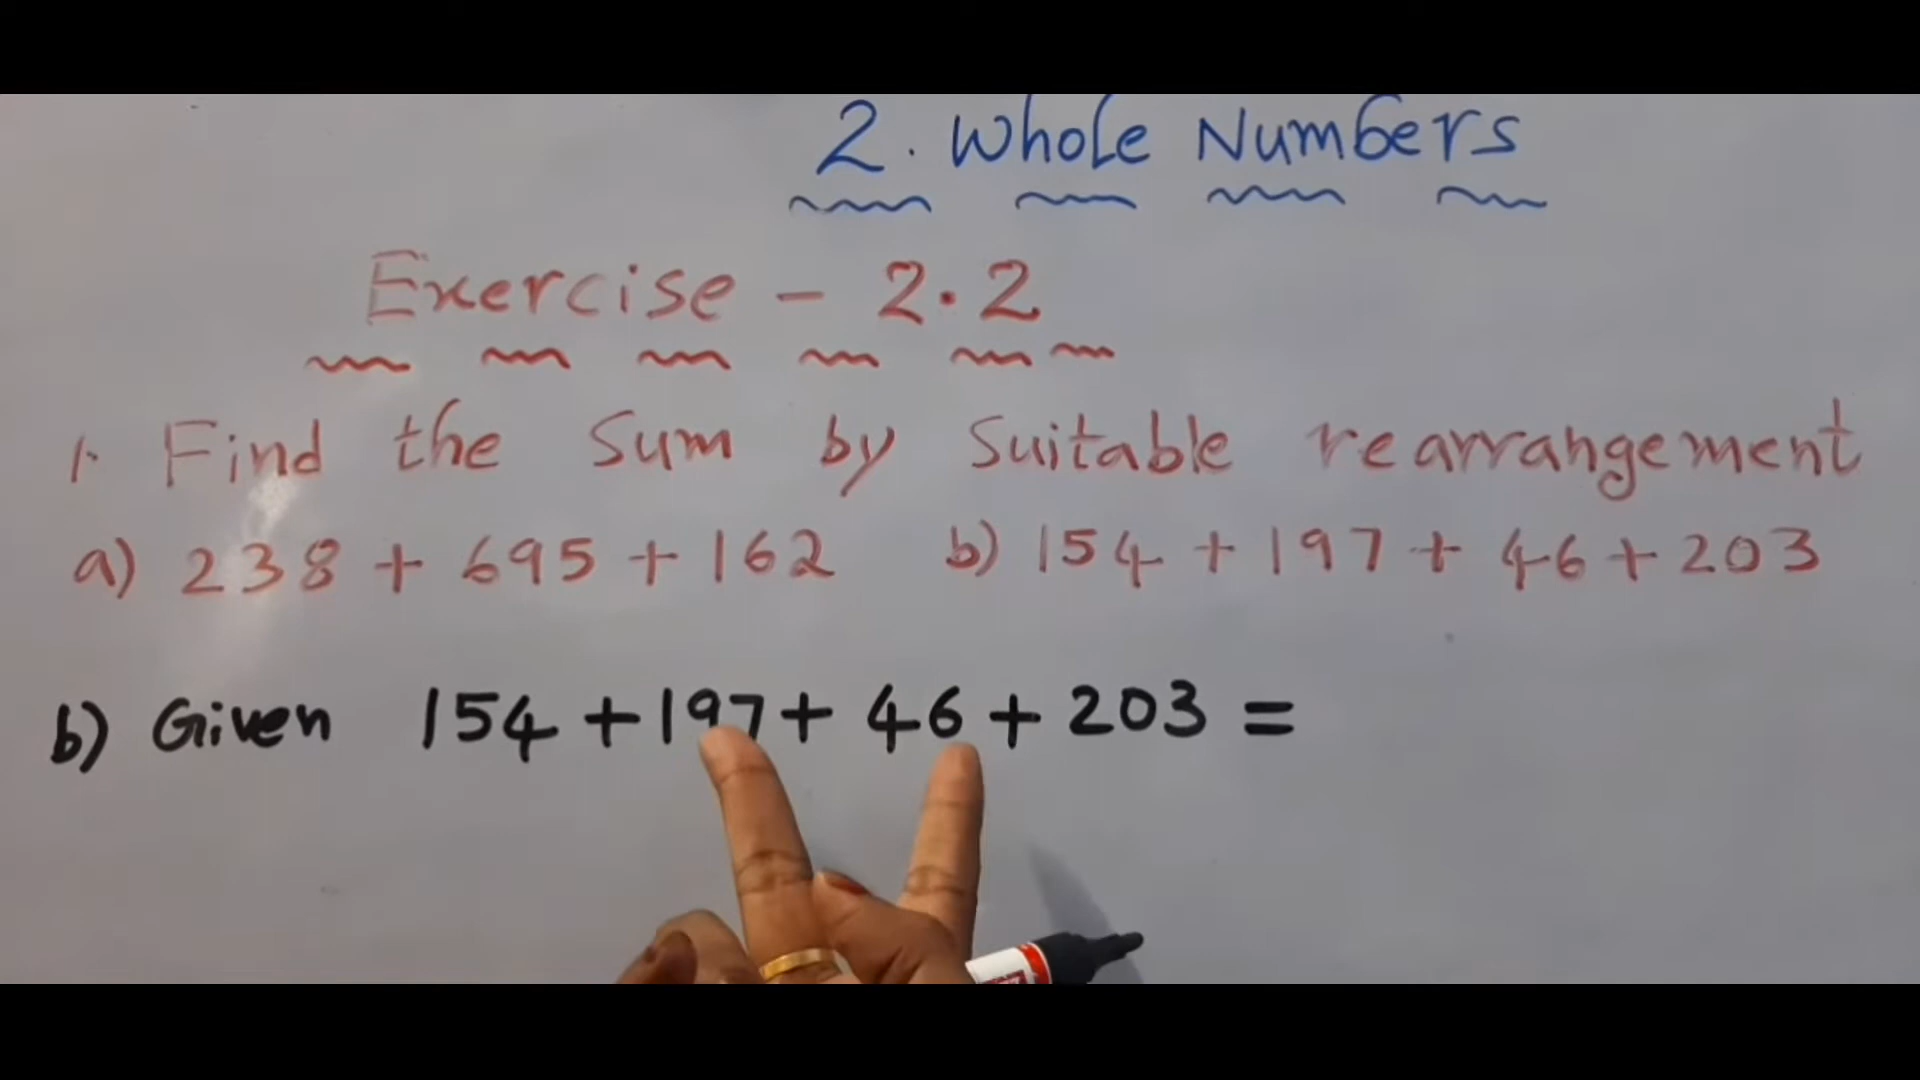 2. Whole Numbers
Exercise - 2.2
1. Find the Sum by Suitable rearrangement
a) 238 + 695 + 162 b) 154 + 197 + 46 + 203
b) Given 154 + 197 + 46 + 203 =